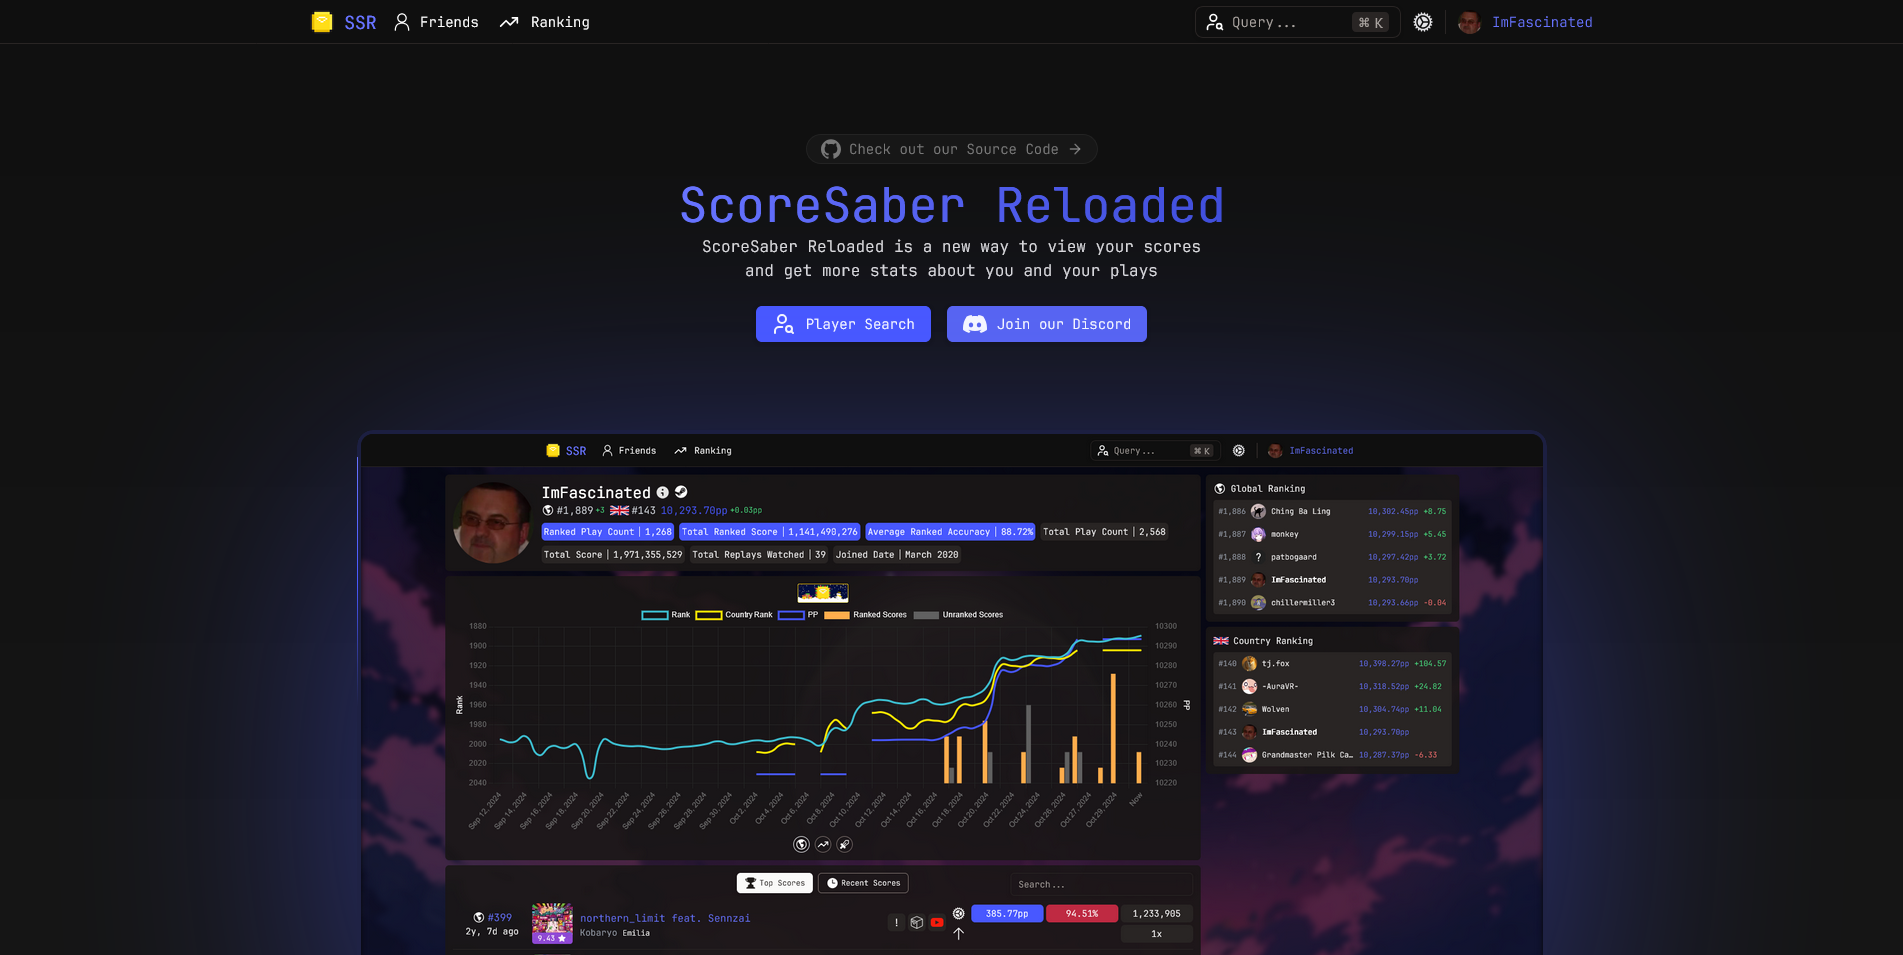 SSR Friends Ranking Query... ⌘ K ImFascinated
Check out our Source Code →
ScoreSaber Reloaded
ScoreSaber Reloaded is a new way to view your scores
and get more stats about you and your plays
Player Search Join our Discord
SSR Friends Ranking Query... ⌘ K ImFascinated
ImFascinated
#1,889 +3 #143 10,293.70pp +0.03pp
Ranked Play Count | 1,268 Total Ranked Score | 1,141,490,276 Average Ranked Accuracy | 88.72% Total Play Count | 2,568
Total Score | 1,971,355,529 Total Replays Watched | 39 Joined Date | March 2020
Rank Country Rank PP Ranked Scores Unranked Scores
Rank
1880
1900
1920
1940
1960
1980
2000
2020
2040
PP
10300
10290
10280
10270
10260
10250
10240
10230
10220
Sep 12, 2024 Sep 14, 2024 Sep 16, 2024 Sep 18, 2024 Sep 20, 2024 Sep 22, 2024 Sep 24, 2024 Sep 26, 2024 Sep 28, 2024 Sep 30, 2024 Oct 2, 2024 Oct 4, 2024 Oct 6, 2024 Oct 8, 2024 Oct 10, 2024 Oct 12, 2024 Oct 14, 2024 Oct 16, 2024 Oct 18, 2024 Oct 20, 2024 Oct 22, 2024 Oct 24, 2024 Oct 26, 2024 Oct 27, 2024 Oct 29, 2024 Now
Global Ranking
#1,886 Ching Ba Ling 10,302.45pp +8.75
#1,887 monkey 10,299.15pp +5.45
#1,888 ? patbogaard 10,297.42pp +3.72
#1,889 ImFascinated 10,293.70pp
#1,890 chillermiller3 10,293.66pp -0.04
Country Ranking
#140 tj.fox 10,398.27pp +104.57
#141 -AuraVR- 10,318.52pp +24.82
#142 Wolven 10,304.74pp +11.04
#143 ImFascinated 10,293.70pp
#144 Grandmaster Pilk Ca… 10,287.37pp -6.33
Top Scores Recent Scores Search...
#399
2y, 7d ago
9.43 ★
northern_limit feat. Sennzai
Kobaryo Emilia
! 385.77pp 94.51% 1,233,905
1x